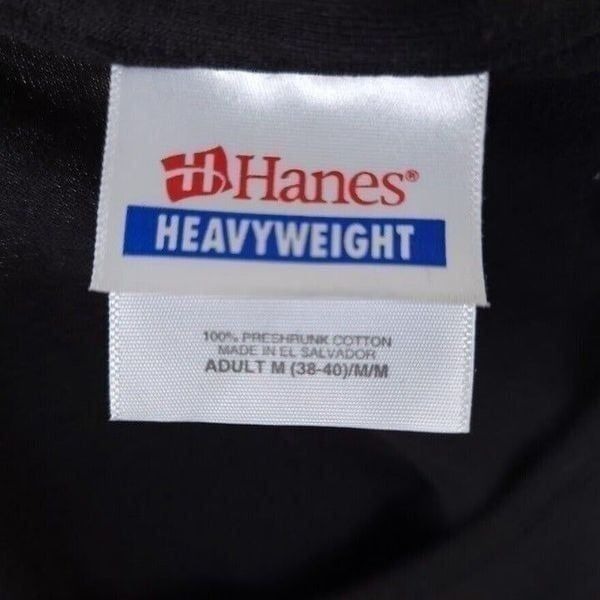 Hanes®
HEAVYWEIGHT
100% PRESHRUNK COTTON
MADE IN EL SALVADOR
ADULT M (38-40)/M/M